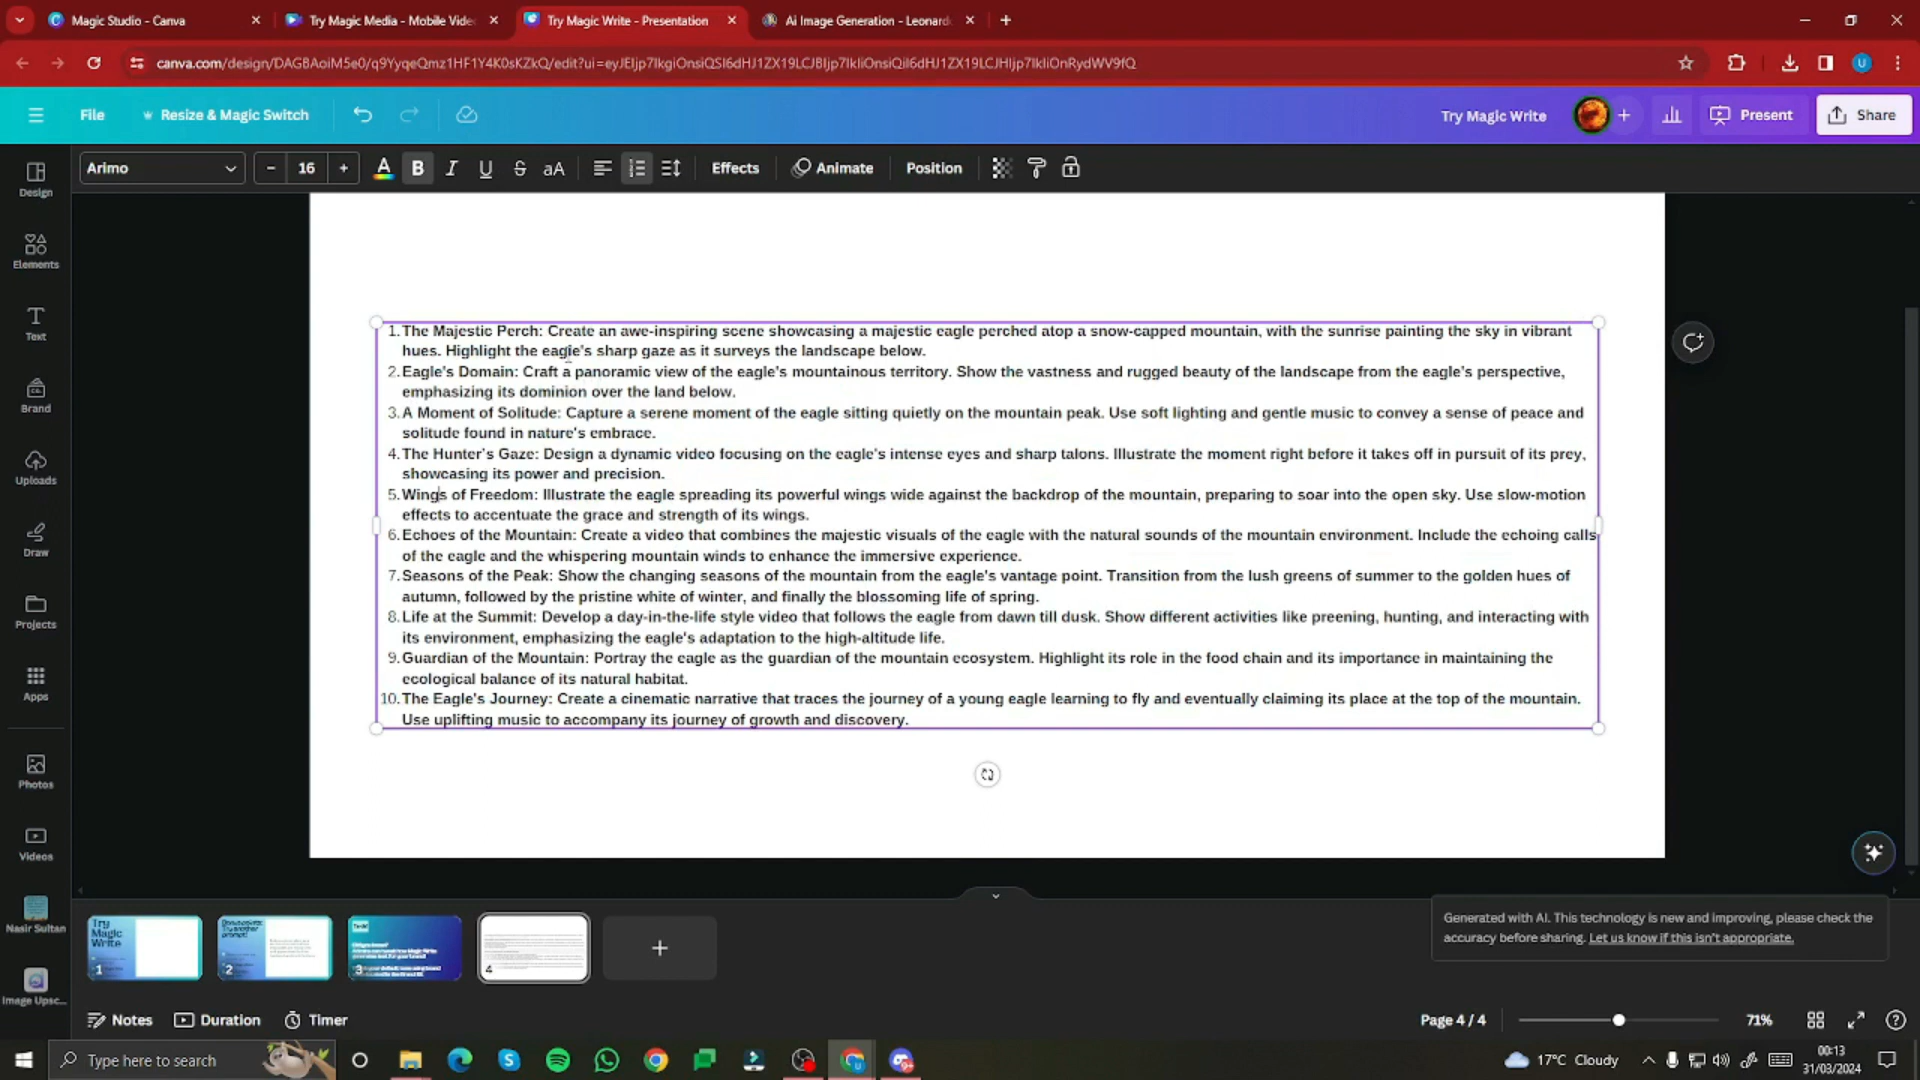 Magic Studio - Canva
Try Magic Media - Mobile Vide
Try Magic Write - Presentation
Ai Image Generation - Leonard
File
Resize & Magic Switch
Try Magic Write
Present
Share
Arimo
16
B
I
U
S
aA
Effects
Animate
Position
Design
Elements
Text
Brand
Uploads
Draw
Projects
Apps
Photos
Videos
Nasir Sultan
Image Upsc...
1. The Majestic Perch: Create an awe-inspiring scene showcasing a majestic eagle perched atop a snow-capped mountain, with the sunrise painting the sky in vibrant
hues. Highlight the eagle's sharp gaze as it surveys the landscape below.
2. Eagle's Domain: Craft a panoramic view of the eagle's mountainous territory. Show the vastness and rugged beauty of the landscape from the eagle's perspective,
emphasizing its dominion over the land below.
3. A Moment of Solitude: Capture a serene moment of the eagle sitting quietly on the mountain peak. Use soft lighting and gentle music to convey a sense of peace and
solitude found in nature's embrace.
4. The Hunter's Gaze: Design a dynamic video focusing on the eagle's intense eyes and sharp talons. Illustrate the moment right before it takes off in pursuit of its prey,
showcasing its power and precision.
5. Wings of Freedom: Illustrate the eagle spreading its powerful wings wide against the backdrop of the mountain, preparing to soar into the open sky. Use slow-motion
effects to accentuate the grace and strength of its wings.
6. Echoes of the Mountain: Create a video that combines the majestic visuals of the eagle with the natural sounds of the mountain environment. Include the echoing calls
of the eagle and the whispering mountain winds to enhance the immersive experience.
7. Seasons of the Peak: Show the changing seasons of the mountain from the eagle's vantage point. Transition from the lush greens of summer to the golden hues of
autumn, followed by the pristine white of winter, and finally the blossoming life of spring.
8. Life at the Summit: Develop a day-in-the-life style video that follows the eagle from dawn till dusk. Show different activities like preening, hunting, and interacting with
its environment, emphasizing the eagle's adaptation to the high-altitude life.
9. Guardian of the Mountain: Portray the eagle as the guardian of the mountain ecosystem. Highlight its role in the food chain and its importance in maintaining the
ecological balance of its natural habitat.
10. The Eagle's Journey: Create a cinematic narrative that traces the journey of a young eagle learning to fly and eventually claiming its place at the top of the mountain.
Use uplifting music to accompany its journey of growth and discovery.
Generated with AI. This technology is new and improving, please check the
accuracy before sharing. Let us know if this isn't appropriate.
Try
Magic
Write
1
2
3
4
Notes
Duration
Timer
Page 4 / 4
71%
Type here to search
17°C Cloudy
00:13
31/03/2024